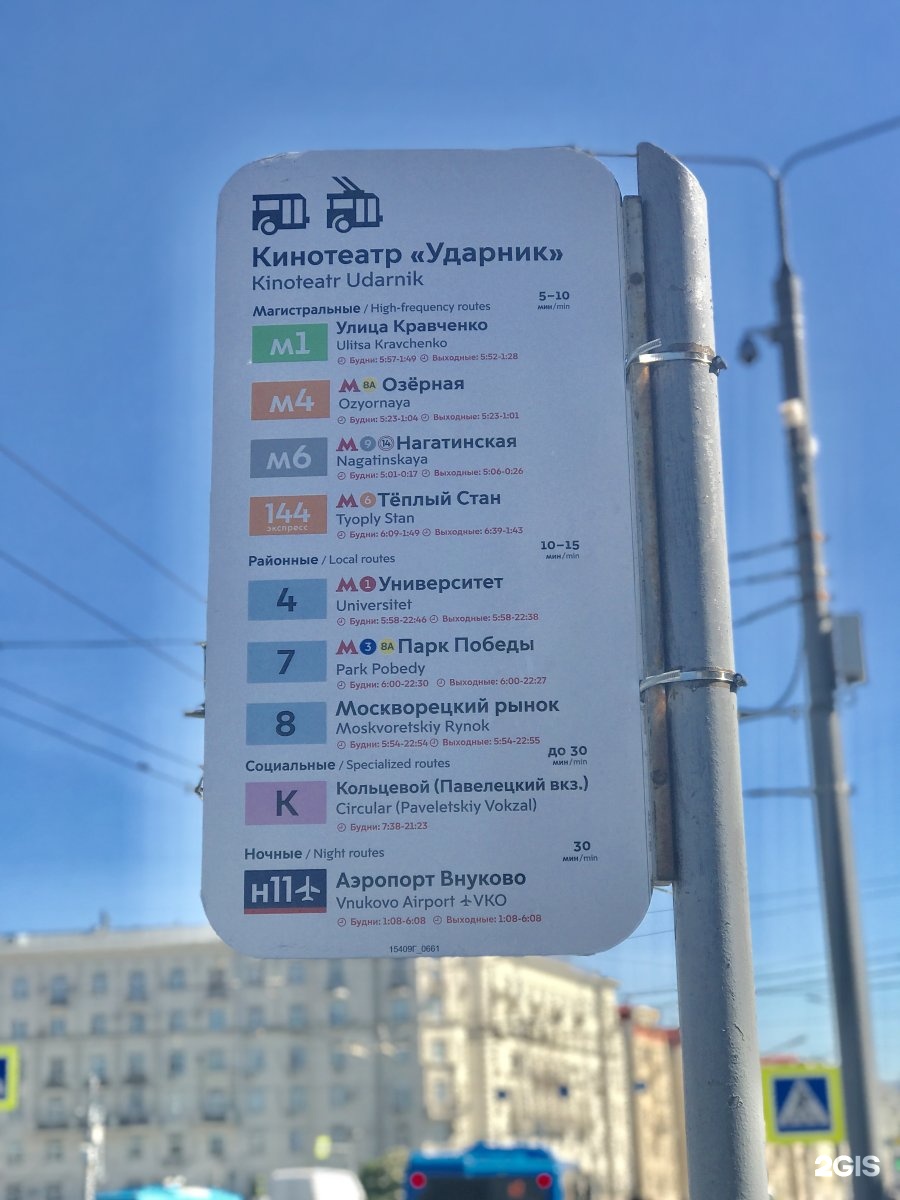 Кинотеатр «Ударник»
Kinoteatr Udarnik
Магистральные / High-frequency routes 5–10 мин/min
м1 Улица Кравченко
Ulitsa Kravchenko
Будни: 5:57-1:49 Выходные: 5:52-1:28
м4 М 8А Озёрная
Ozyornaya
Будни: 5:23-1:04 Выходные: 5:23-1:01
м6 М 9 14 Нагатинская
Nagatinskaya
Будни: 5:01-0:17 Выходные: 5:06-0:26
144 экспресс М 6 Тёплый Стан
Tyoply Stan
Будни: 6:09-1:49 Выходные: 6:39-1:43
Районные / Local routes 10–15 мин/min
4 М 1 Университет
Universitet
Будни: 5:58-22:46 Выходные: 5:58-22:38
7 М 3 8А Парк Победы
Park Pobedy
Будни: 6:00-22:30 Выходные: 6:00-22:27
8 Москворецкий рынок
Moskvoretskiy Rynok
Будни: 5:54-22:54 Выходные: 5:54-22:55
Социальные / Specialized routes до 30 мин/min
К Кольцевой (Павелецкий вкз.)
Circular (Paveletskiy Vokzal)
Будни: 7:38-21:23
Ночные / Night routes 30 мин/min
н11 Аэропорт Внуково
Vnukovo Airport VKO
Будни: 1:08-6:08 Выходные: 1:08-6:08
15409Г_0661
2GIS